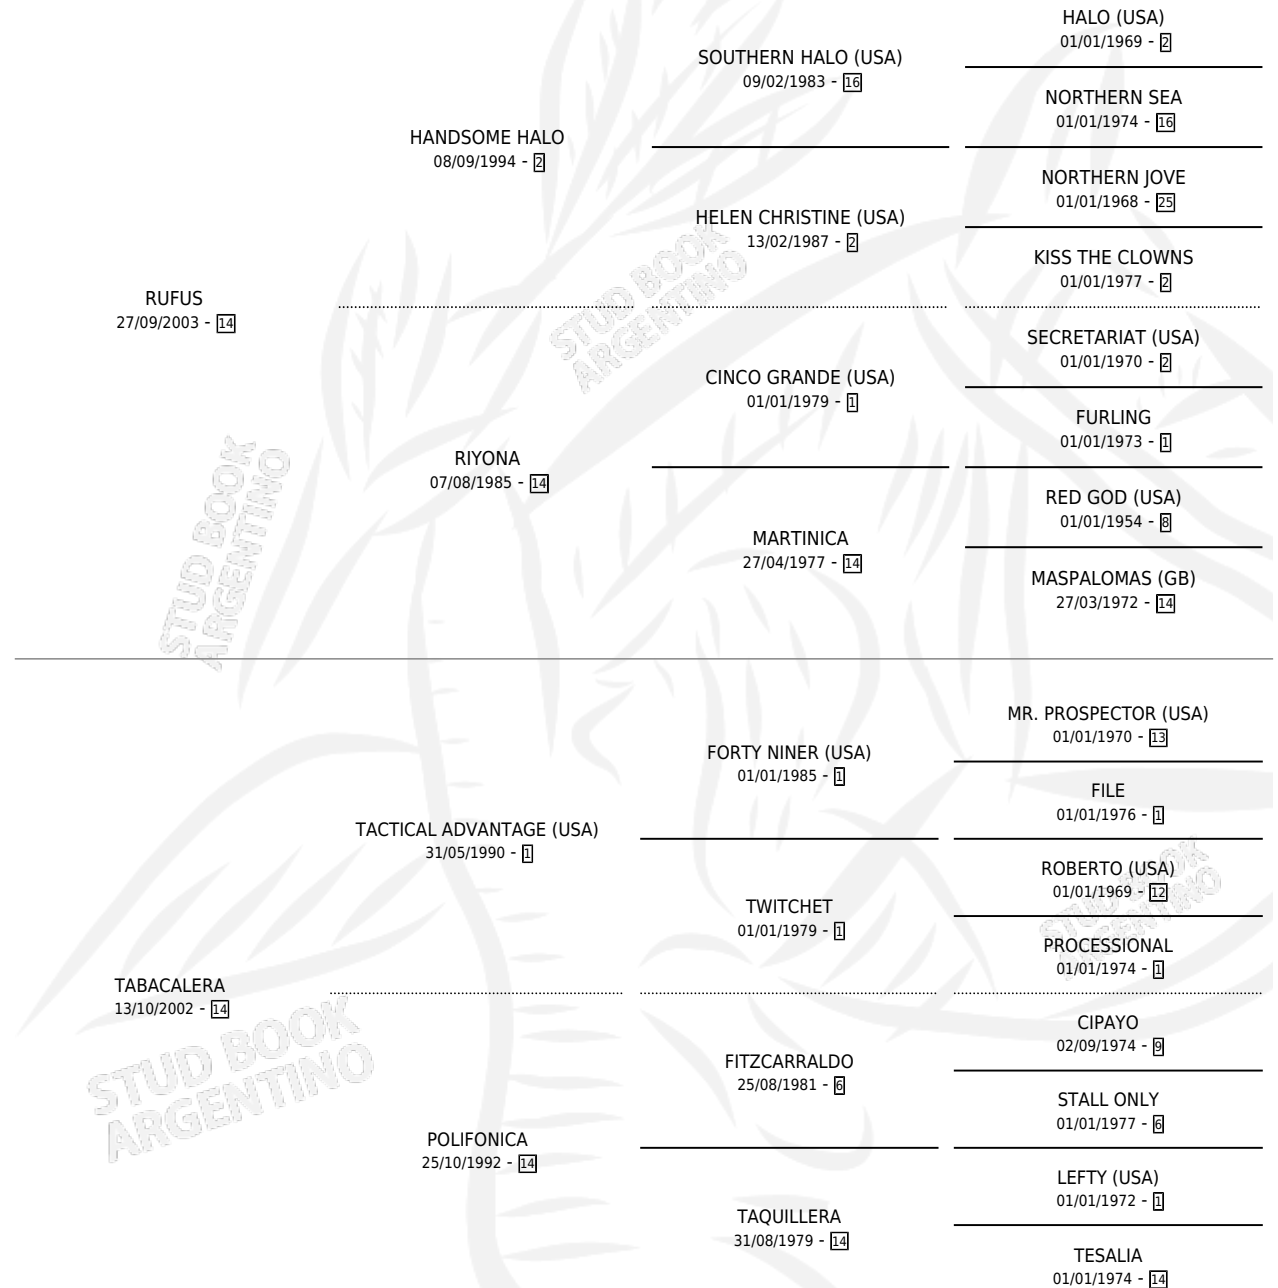 HALO (USA)
01/01/1969 - 2
SOUTHERN HALO (USA)
09/02/1983 - 16
NORTHERN SEA
01/01/1974 - 16
HANDSOME HALO
08/09/1994 - 2
NORTHERN JOVE
01/01/1968 - 25
HELEN CHRISTINE (USA)
13/02/1987 - 2
KISS THE CLOWNS
01/01/1977 - 2
RUFUS
27/09/2003 - 14
SECRETARIAT (USA)
01/01/1970 - 2
CINCO GRANDE (USA)
01/01/1979 - 1
FURLING
01/01/1973 - 1
RIYONA
07/08/1985 - 14
RED GOD (USA)
01/01/1954 - 8
MARTINICA
27/04/1977 - 14
MASPALOMAS (GB)
27/03/1972 - 14
MR. PROSPECTOR (USA)
01/01/1970 - 13
FORTY NINER (USA)
01/01/1985 - 1
FILE
01/01/1976 - 1
TACTICAL ADVANTAGE (USA)
31/05/1990 - 1
ROBERTO (USA)
01/01/1969 - 12
TWITCHET
01/01/1979 - 1
PROCESSIONAL
01/01/1974 - 1
TABACALERA
13/10/2002 - 14
CIPAYO
02/09/1974 - 9
FITZCARRALDO
25/08/1981 - 6
STALL ONLY
01/01/1977 - 6
POLIFONICA
25/10/1992 - 14
LEFTY (USA)
01/01/1972 - 1
TAQUILLERA
31/08/1979 - 14
TESALIA
01/01/1974 - 14
STUD BOOK
ARGENTINO
STUD BOOK
ARGENTINO
STUD BOOK
ARGENTINO
STUD BOOK
ARGENTINO